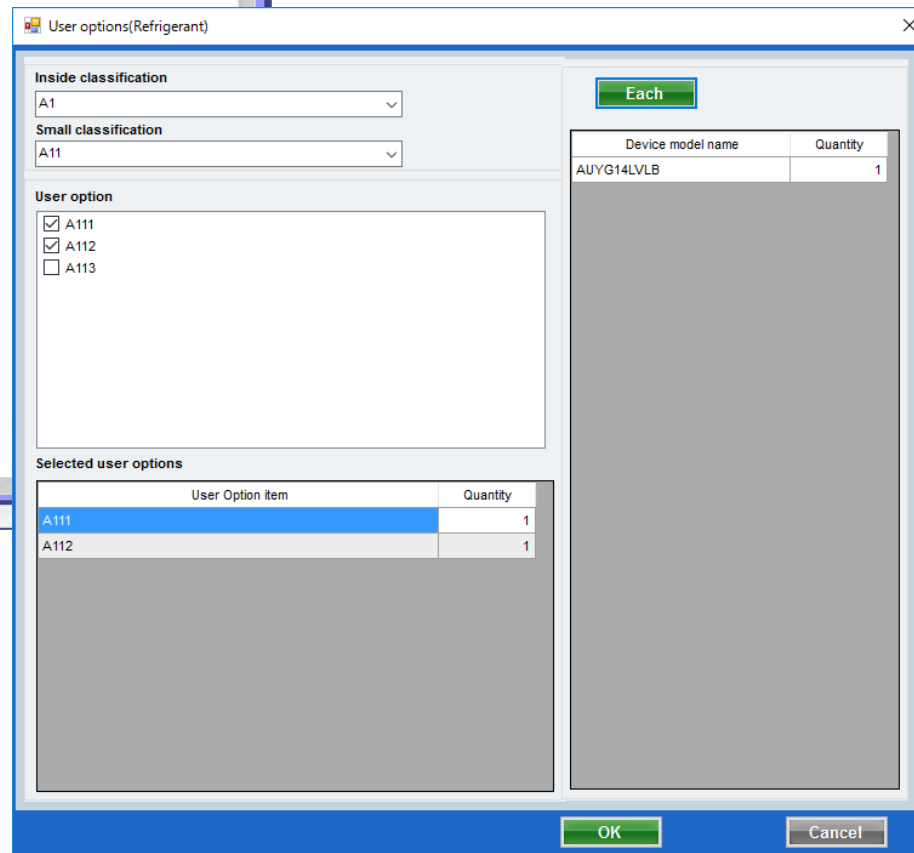 User options(Refrigerant)
Inside classification
A1
Small classification
A11
User option
A111
A112
A113
Selected user options
User Option item Quantity
A111 1
A112 1
Each
Device model name Quantity
AUYG14LVLB 1
OK Cancel